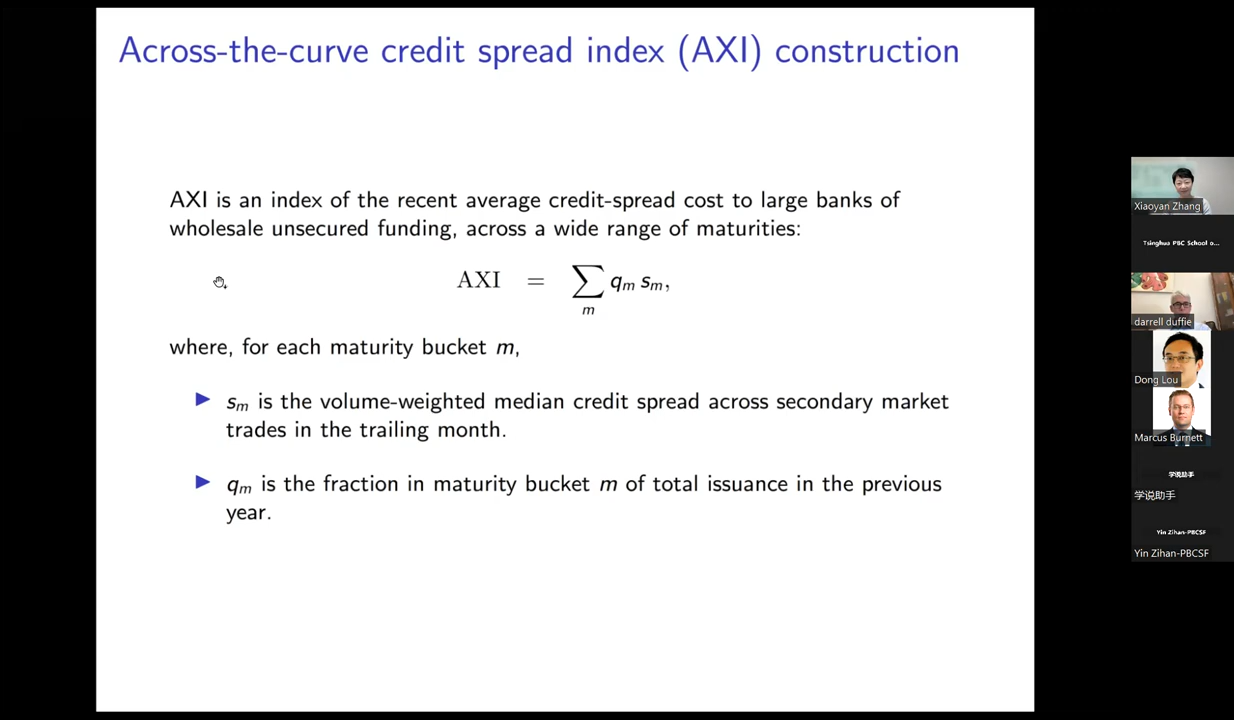 Across-the-curve credit spread index (AXI) construction
AXI is an index of the recent average credit-spread cost to large banks of
wholesale unsecured funding, across a wide range of maturities:
AXI = ∑ₘ qₘ sₘ,
where, for each maturity bucket m,
▶ sₘ is the volume-weighted median credit spread across secondary market
trades in the trailing month.
▶ qₘ is the fraction in maturity bucket m of total issuance in the previous
year.
Xiaoyan Zhang
Tsinghua PBC School o...
darrell duffie
Dong Lou
Marcus Burnett
学说助手
学说助手
Yin Zihan-PBCSF
Yin Zihan-PBCSF